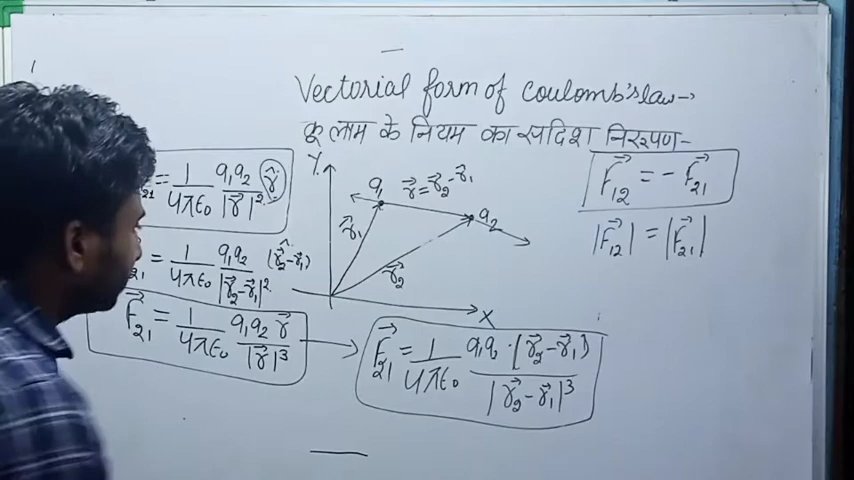 Vectorial form of Coulomb's law→
कूलाम के नियम का सदिश निरूपण-
₂₁ = 1/4πε₀ q₁q₂/|r⃗|² r̂
₂₁ = 1/4πε₀ q₁q₂/|r⃗₂-r⃗₁|² (r⃗₂-r⃗₁)^
F⃗₂₁ = 1/4πε₀ q₁q₂ r⃗/|r⃗|³
Y
q₁
r⃗ = r⃗₂-r⃗₁
q₂
r⃗₁
r⃗₂
X
F⃗₁₂ = - F⃗₂₁
|F⃗₁₂| = |F⃗₂₁|
F⃗₂₁ = 1/4πε₀ q₁q₂·(r⃗₂-r⃗₁)/|r⃗₂-r⃗₁|³